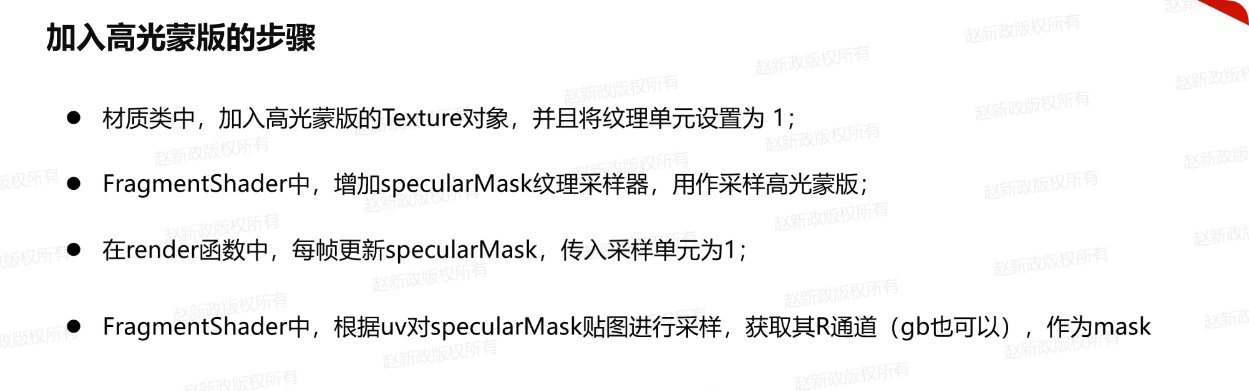 加入高光蒙版的步骤
● 材质类中，加入高光蒙版的Texture对象，并且将纹理单元设置为 1；
● FragmentShader中，增加specularMask纹理采样器，用作采样高光蒙版；
● 在render函数中，每帧更新specularMask，传入采样单元为1；
● FragmentShader中，根据uv对specularMask贴图进行采样，获取其R通道（gb也可以），作为mask
赵新政版权所有